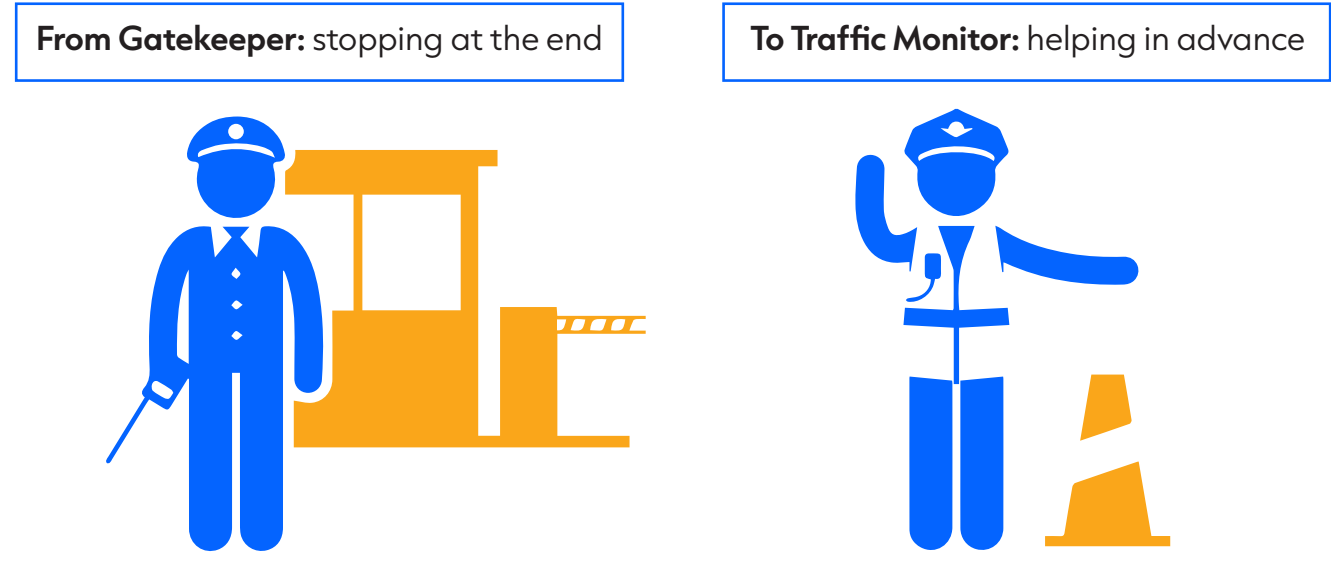 From Gatekeeper: stopping at the end
To Traffic Monitor: helping in advance